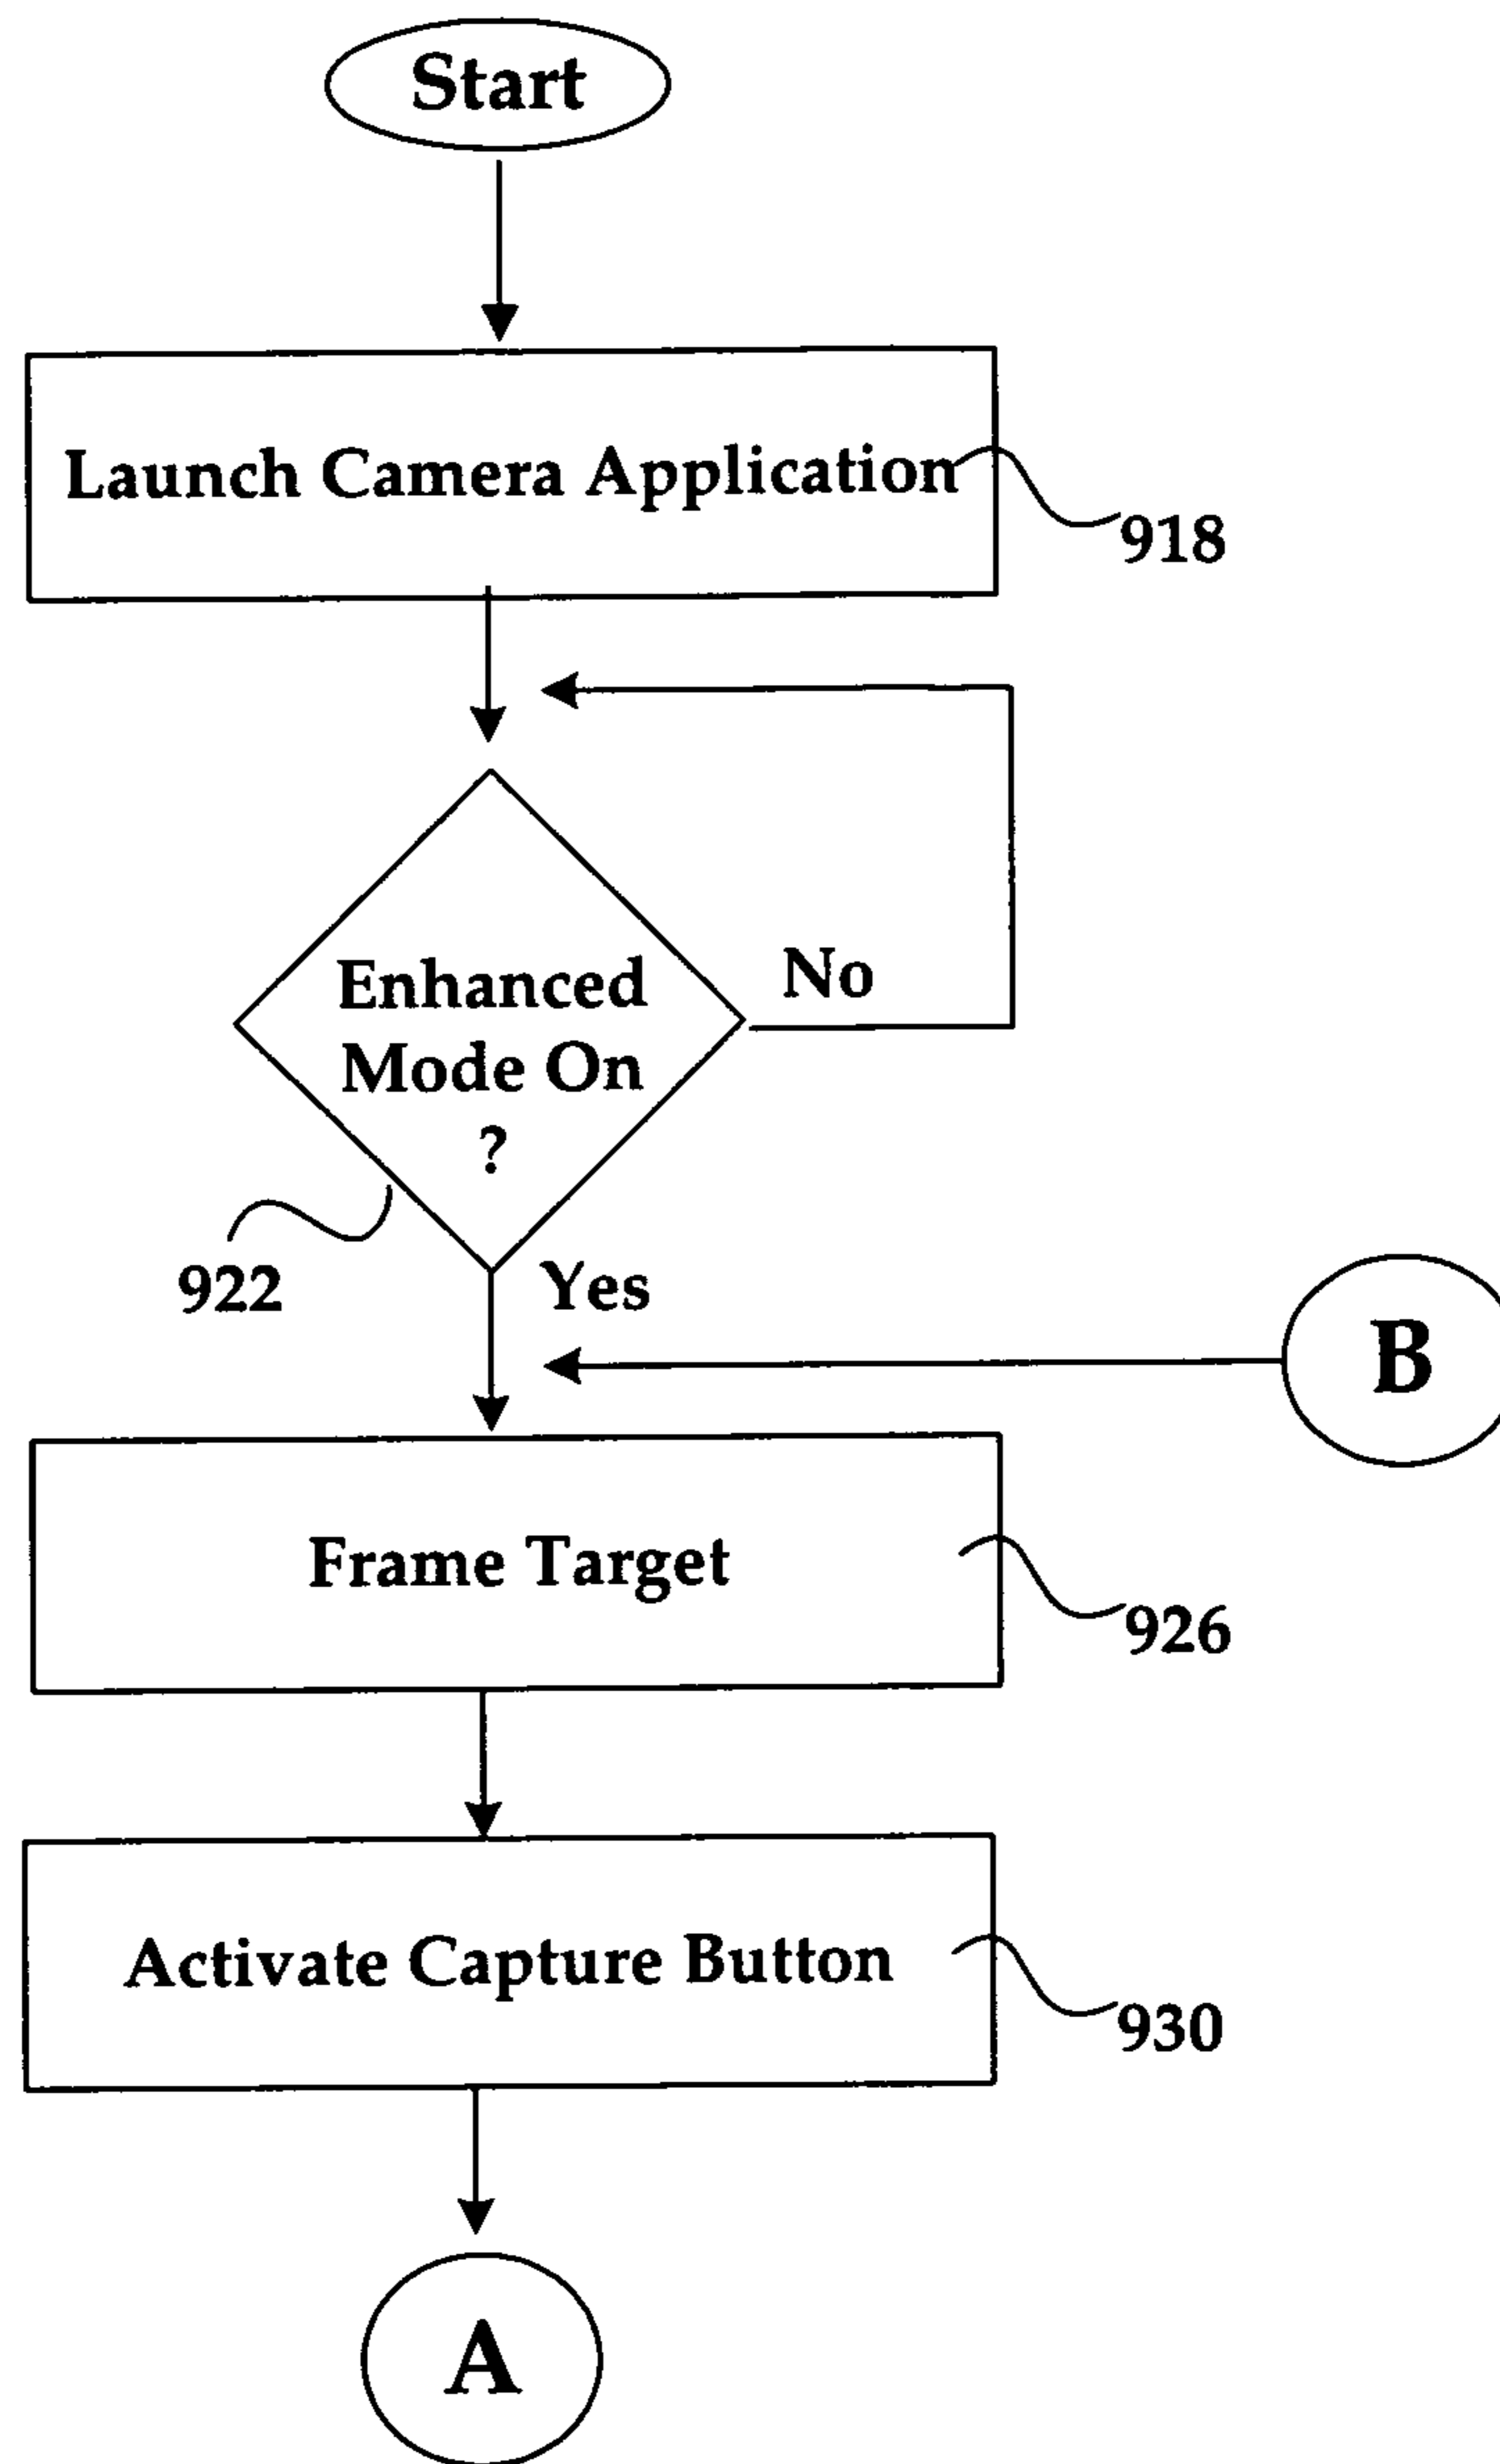 Start
Launch Camera Application
918
No
Enhanced
Mode On
?
922
Yes
B
Frame Target
926
Activate Capture Button
930
A